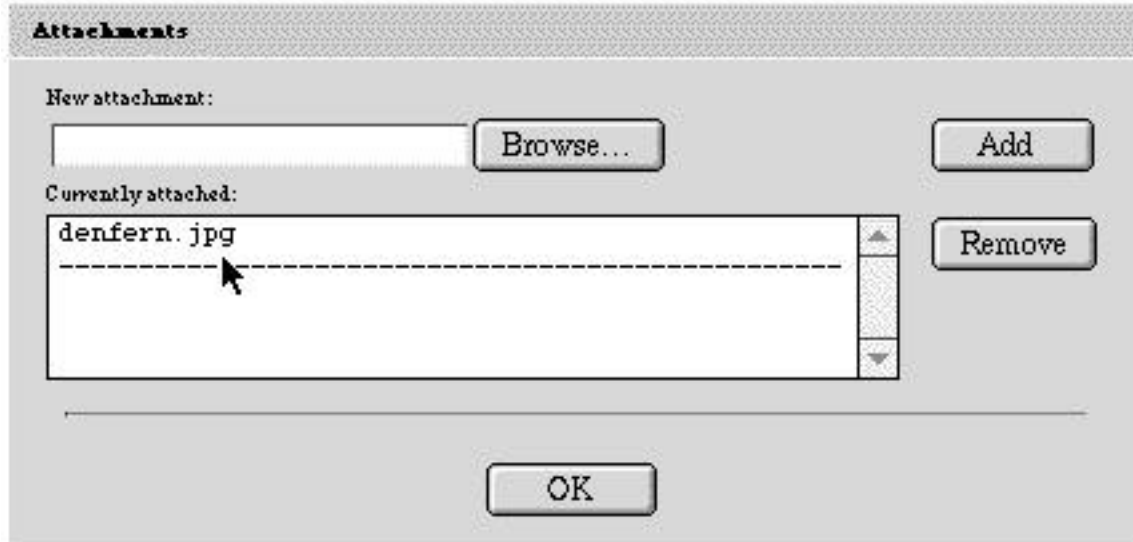 Attachments
New attachment:
Browse...
Add
Currently attached:
denfern.jpg
Remove
-------------------------------------------
OK